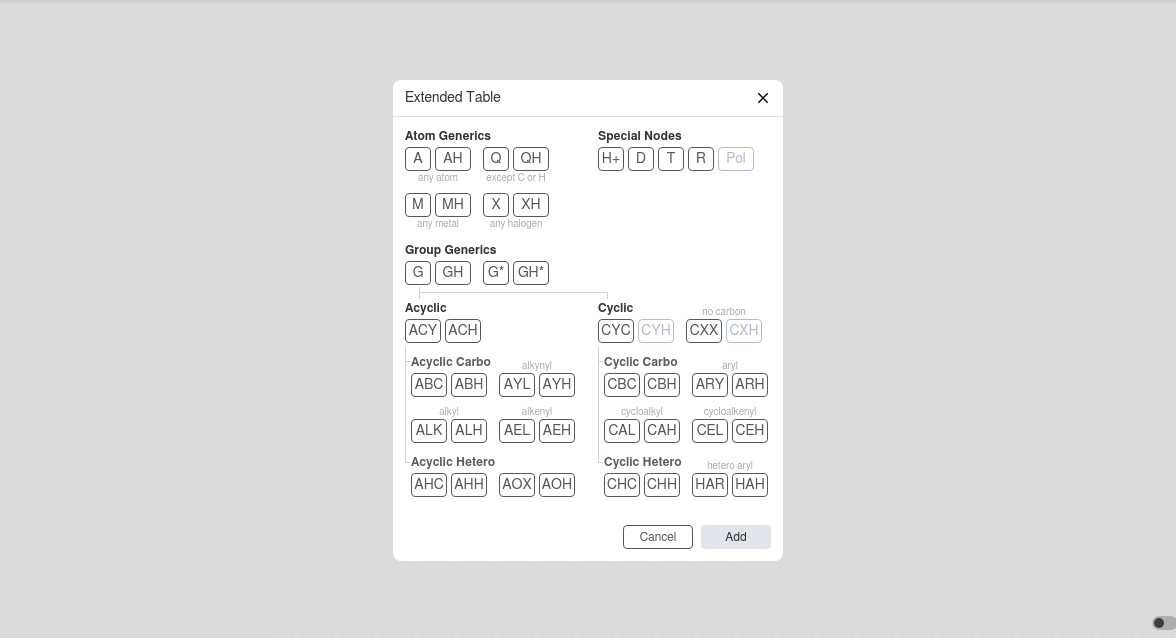 Extended Table
Atom Generics
Special Nodes
A AH Q QH
H+ D T R Pol
any atom except C or H
M MH X XH
any metal any halogen
Group Generics
G GH G* GH*
Acyclic
Cyclic
no carbon
ACY ACH
CYC CYH CXX CXH
Acyclic Carbo alkynyl
Cyclic Carbo aryl
ABC ABH AYL AYH
CBC CBH ARY ARH
alkyl alkenyl
cycloalkyl cycloalkenyl
ALK ALH AEL AEH
CAL CAH CEL CEH
Acyclic Hetero
Cyclic Hetero hetero aryl
AHC AHH AOX AOH
CHC CHH HAR HAH
Cancel Add